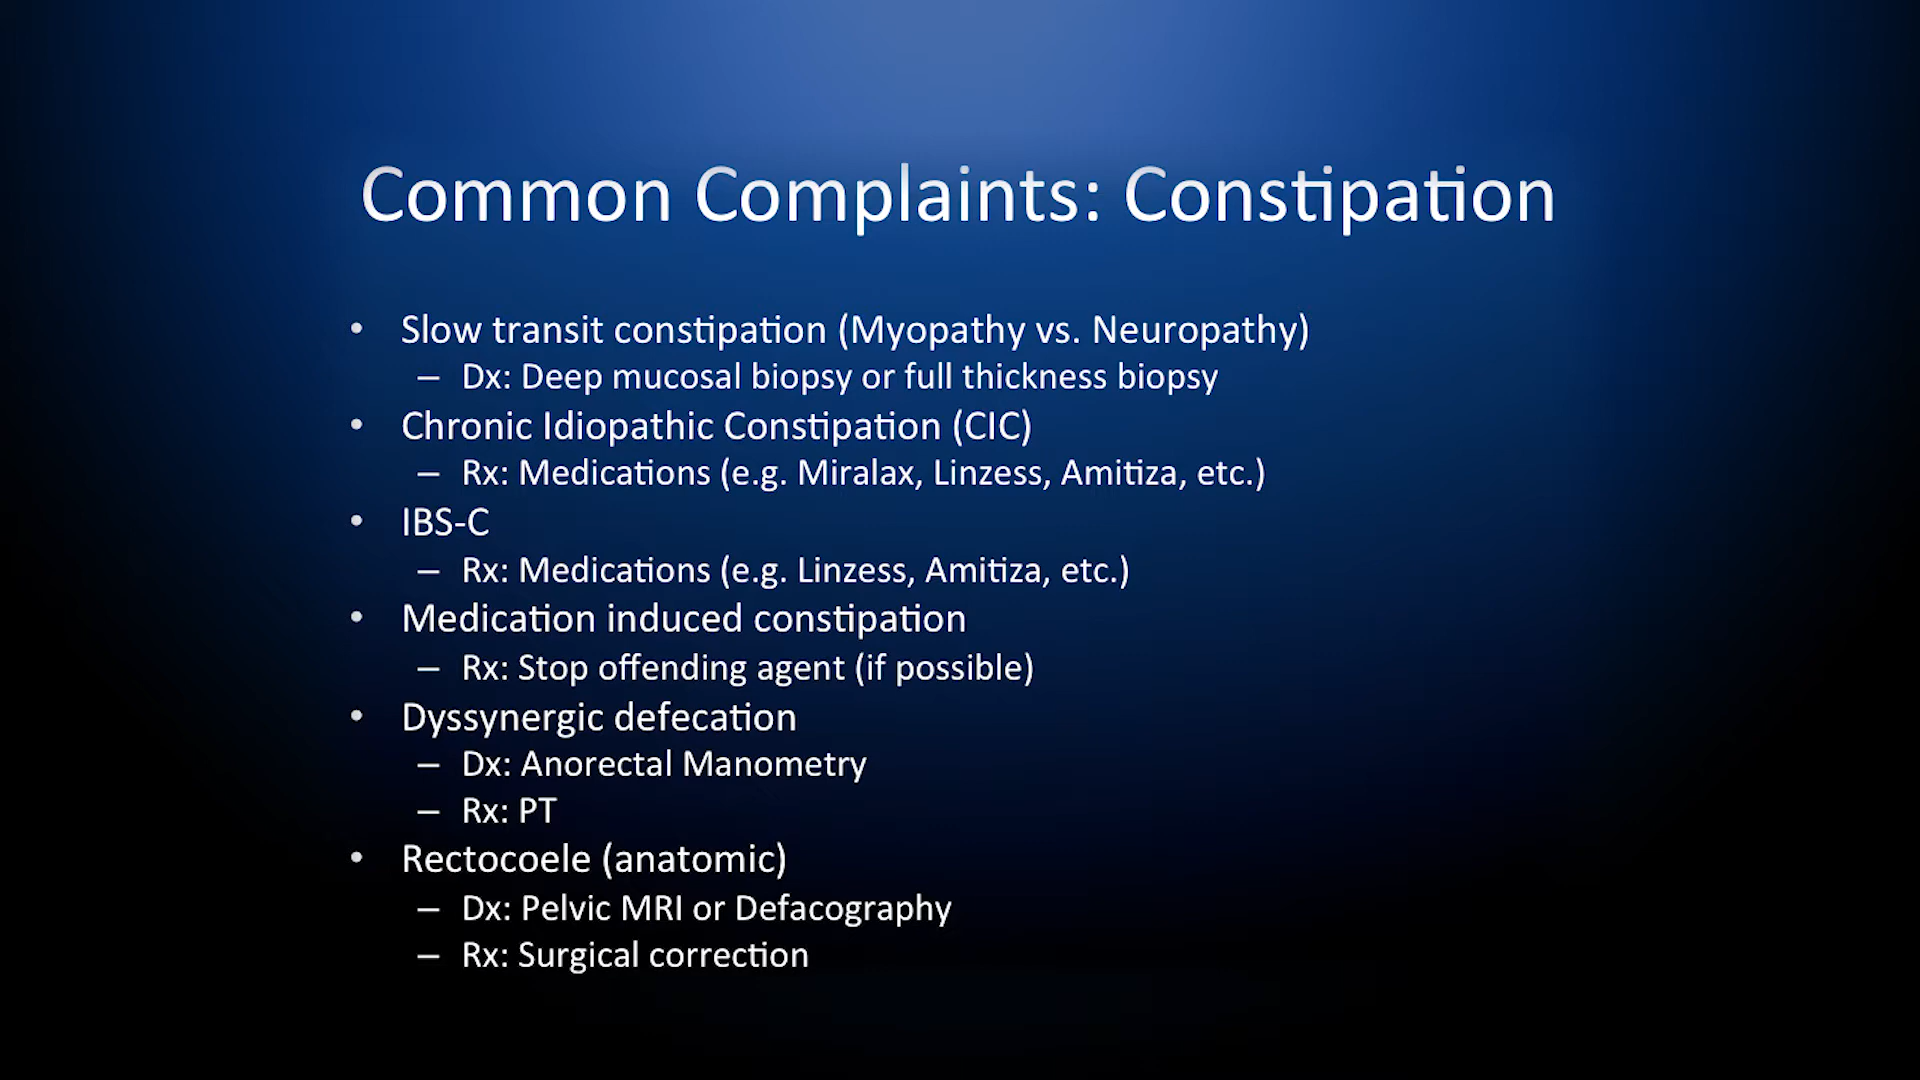 Common Complaints: Constipation
• Slow transit constipation (Myopathy vs. Neuropathy)
– Dx: Deep mucosal biopsy or full thickness biopsy
• Chronic Idiopathic Constipation (CIC)
– Rx: Medications (e.g. Miralax, Linzess, Amitiza, etc.)
• IBS-C
– Rx: Medications (e.g. Linzess, Amitiza, etc.)
• Medication induced constipation
– Rx: Stop offending agent (if possible)
• Dyssynergic defecation
– Dx: Anorectal Manometry
– Rx: PT
• Rectocoele (anatomic)
– Dx: Pelvic MRI or Defacography
– Rx: Surgical correction